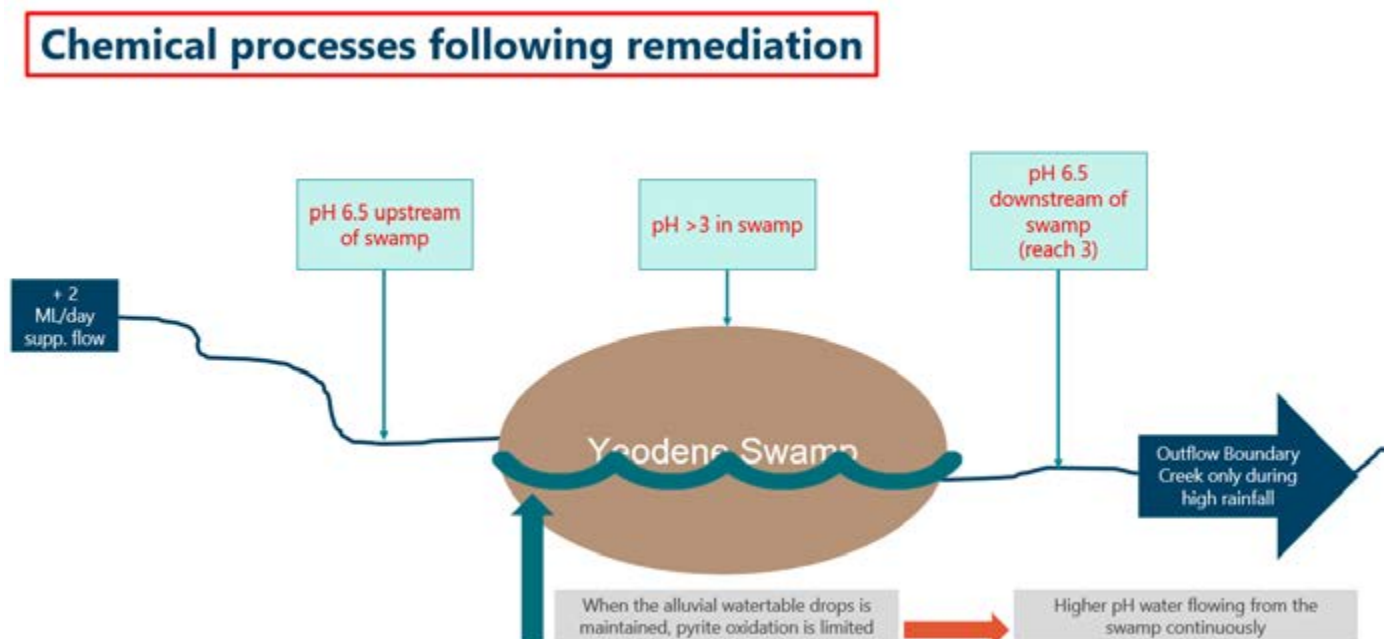 Chemical processes following remediation
pH 6.5 upstream
of swamp
pH >3 in swamp
pH 6.5
downstream of
swamp
(reach 3)
+ 2
ML/day
supp. flow
Yeodene Swamp
Outflow Boundary
Creek only during
high rainfall
When the alluvial watertable drops is
maintained, pyrite oxidation is limited
Higher pH water flowing from the
swamp continuously